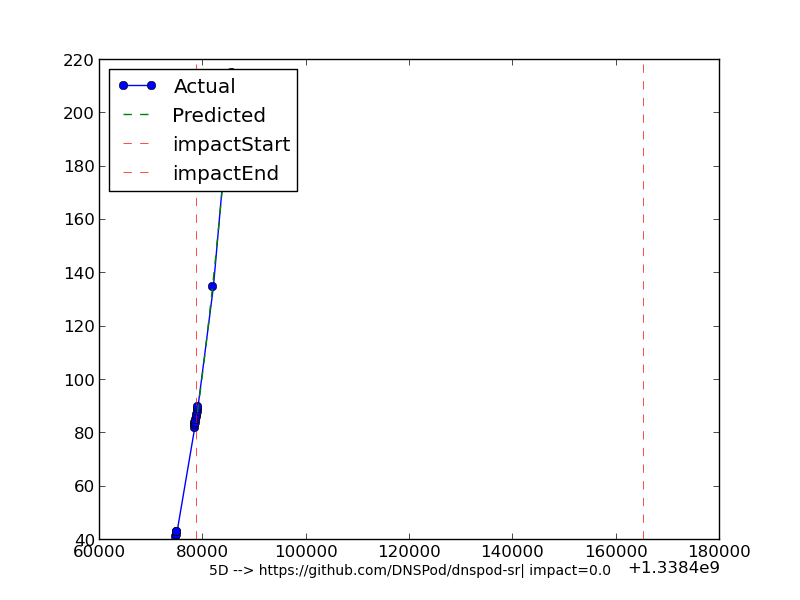 220
200
180
160
140
120
100
80
60
40
Actual
Predicted
impactStart
impactEnd
60000 80000 100000 120000 140000 160000 180000
+1.3384e9
5D --> https://github.com/DNSPod/dnspod-sr| impact=0.0